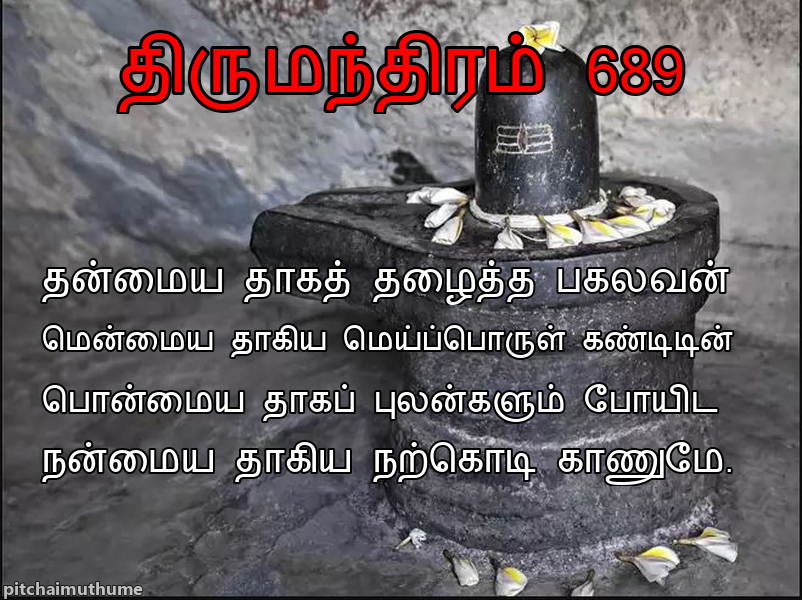 திருமந்திரம் 689
தன்மைய தாகத் தழைத்த பகலவன்
மென்மைய தாகிய மெய்ப்பொருள் கண்டிடின்
பொன்மைய தாகப் புலன்களும் போயிட
நன்மைய தாகிய நற்கொடி காணுமே.
pitchaimuthume